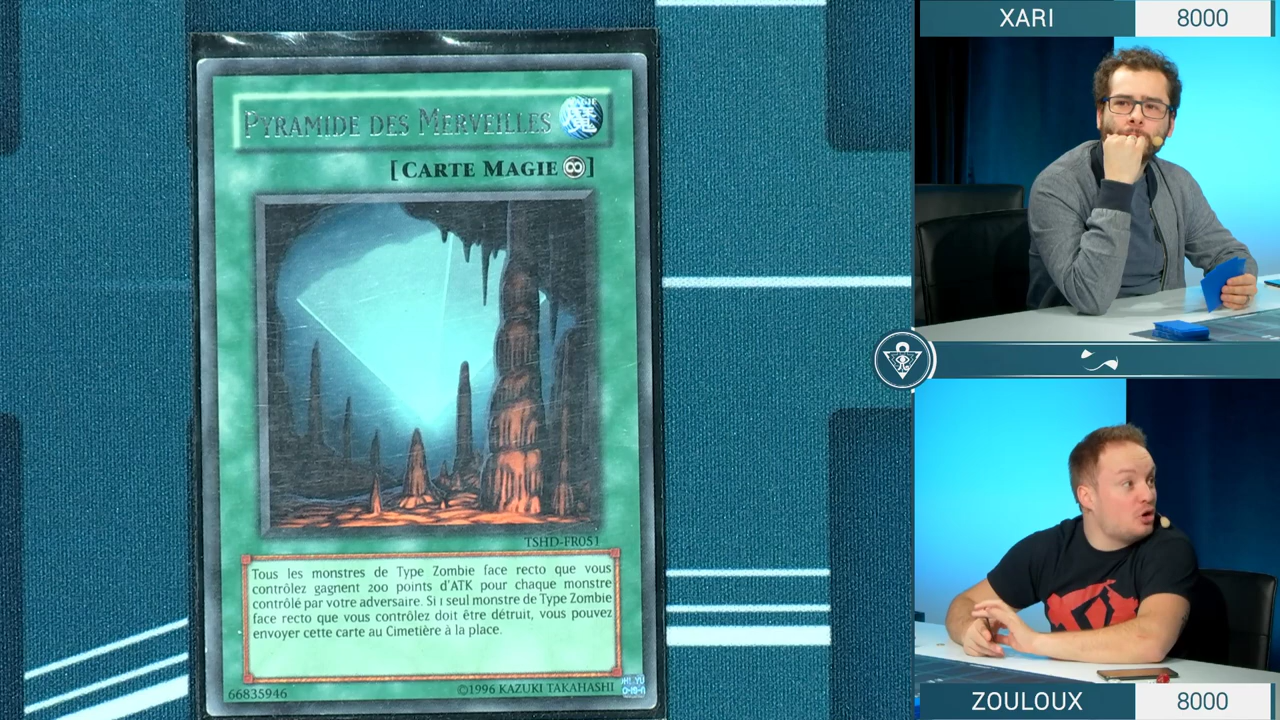 XARI 8000
PYRAMIDE DES MERVEILLES
[CARTE MAGIE]
TSHD-FR051
Tous les monstres de Type Zombie face recto que vous
contrôlez gagnent 200 points d'ATK pour chaque monstre
contrôlé par votre adversaire. Si 1 seul monstre de Type Zombie
face recto que vous contrôlez doit être détruit, vous pouvez
envoyer cette carte au Cimetière à la place.
66835946
©1996 KAZUKI TAKAHASHI
ZOULOUX 8000